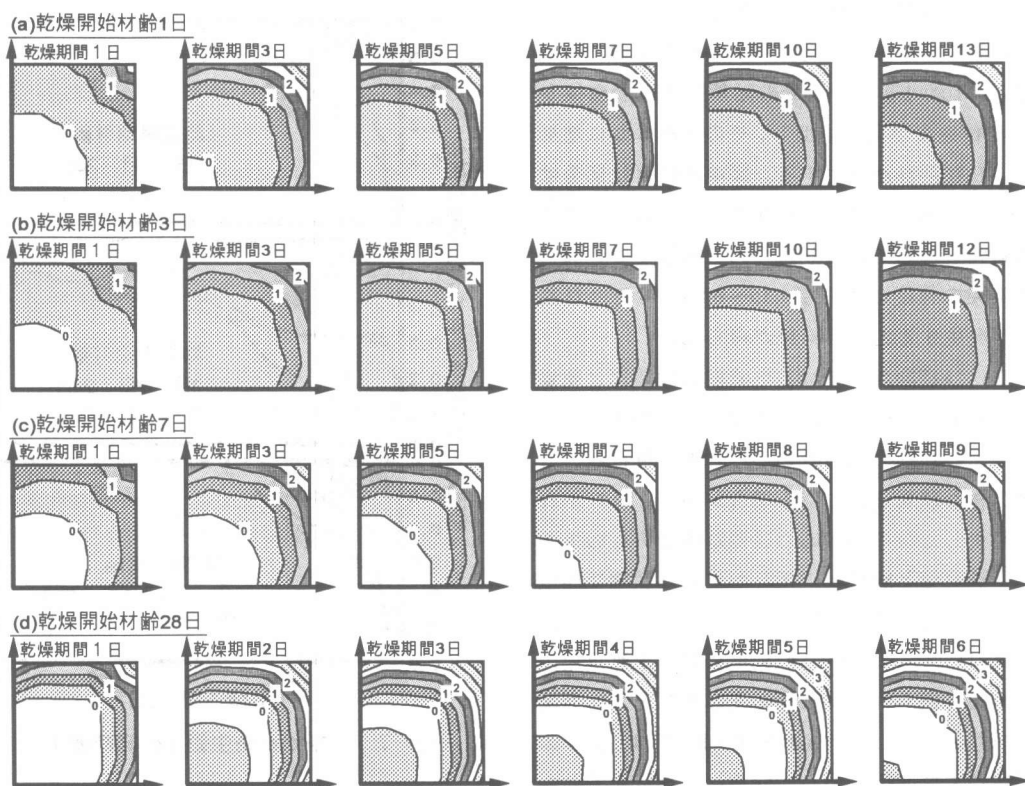 (a)乾燥開始材齢1日
乾燥期間1日 乾燥期間3日 乾燥期間5日 乾燥期間7日 乾燥期間10日 乾燥期間13日
1 0
2 1 0
2 1
2 1
2 1
2 1
(b)乾燥開始材齢3日
乾燥期間1日 乾燥期間3日 乾燥期間5日 乾燥期間7日 乾燥期間10日 乾燥期間12日
1 0
2 1
2 1
2 1
2 1
2 1
(c)乾燥開始材齢7日
乾燥期間1日 乾燥期間3日 乾燥期間5日 乾燥期間7日 乾燥期間8日 乾燥期間9日
1 0
2 1 0
2 1 0
2 1 0
2 1
2 1
(d)乾燥開始材齢28日
乾燥期間1日 乾燥期間2日 乾燥期間3日 乾燥期間4日 乾燥期間5日 乾燥期間6日
1 0
2 1 0
2 1 0
2 1 0
3 2 1 0
3 2 1 0